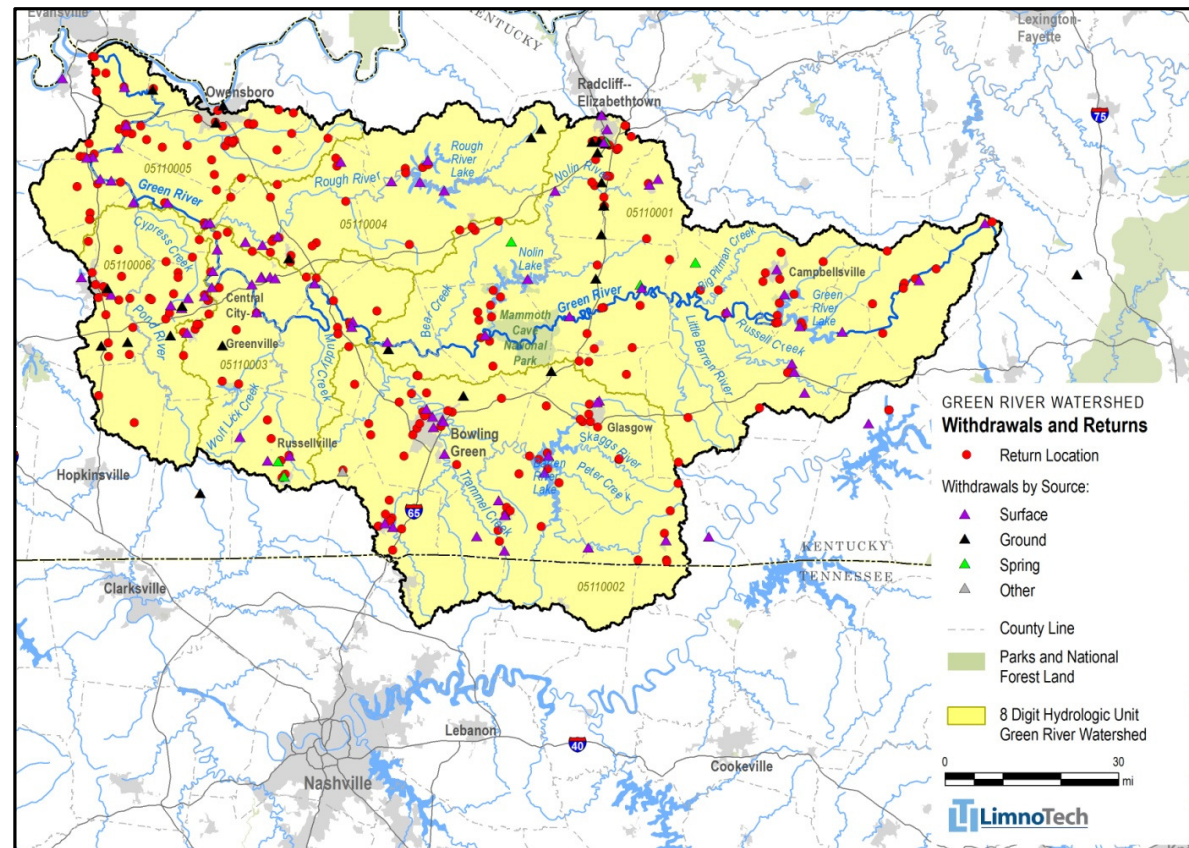 Evansville
KENTUCKY
Lexington-
Fayette
75
Owensboro
Radcliff--
Elizabethtown
05110005
Rough
River
Lake
Rough River
Nolin River
Green River
05110004
05110001
Cypress Creek
05110006
Nolin
Lake
Big Pitman Creek
Campbellsville
Central
City--
Greenville
Pond River
Bear Creek
Green River
Mammoth
Cave
National
Park
Green
River
Lake
Russell Creek
Little Barren River
05110003
Muddy Creek
Wolf Lick Creek
Russellville
Bowling
Green
Glasgow
Skaggs River
Barren
River
Lake
Peter Creek
Trammel Creek
Hopkinsville
65
05110002
KENTUCKY
TENNESSEE
Clarksville
Nashville
Lebanon
40
Cookeville
GREEN RIVER WATERSHED
Withdrawals and Returns
Return Location
Withdrawals by Source:
Surface
Ground
Spring
Other
County Line
Parks and National
Forest Land
8 Digit Hydrologic Unit
Green River Watershed
0 30
mi
LimnoTech